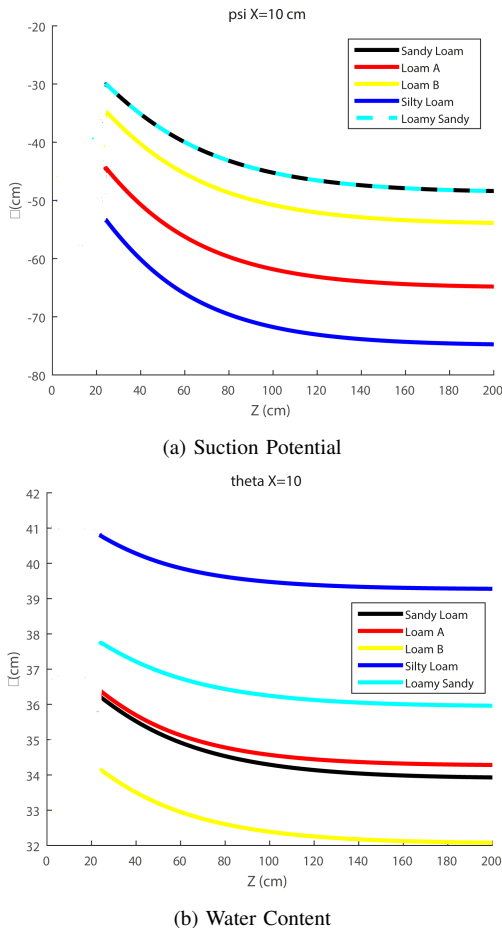 psi X=10 cm
-20
-30
-40
-50
-60
-70
-80
□(cm)
Sandy Loam
Loam A
Loam B
Silty Loam
Loamy Sandy
0 20 40 60 80 100 120 140 160 180 200
Z (cm)
(a) Suction Potential
theta X=10
42
41
40
39
38
37
36
35
34
33
32
□(cm)
Sandy Loam
Loam A
Loam B
Silty Loam
Loamy Sandy
0 20 40 60 80 100 120 140 160 180 200
Z (cm)
(b) Water Content